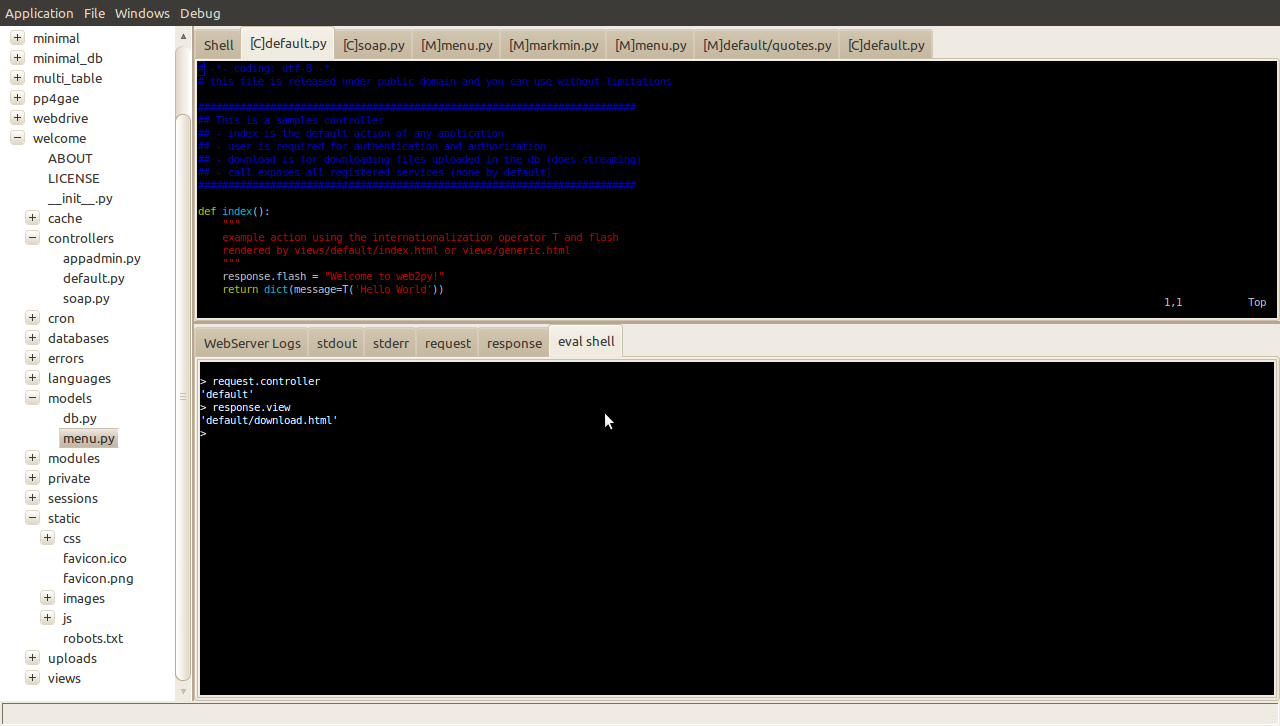 Application File Windows Debug
minimal
minimal_db
multi_table
pp4gae
webdrive
welcome
ABOUT
LICENSE
__init__.py
cache
controllers
appadmin.py
default.py
soap.py
cron
databases
errors
languages
models
db.py
menu.py
modules
private
sessions
static
css
favicon.ico
favicon.png
images
js
robots.txt
uploads
views
Shell [C]default.py [C]soap.py [M]menu.py [M]markmin.py [M]menu.py [M]default/quotes.py [C]default.py
# -*- coding: utf-8 -*-
# this file is released under public domain and you can use without limitations
#########################################################################
## This is a samples controller
## - index is the default action of any application
## - user is required for authentication and authorization
## - download is for downloading files uploaded in the db (does streaming)
## - call exposes all registered services (none by default)
#########################################################################
def index():
"""
example action using the internationalization operator T and flash
rendered by views/default/index.html or views/generic.html
"""
response.flash = "Welcome to web2py!"
return dict(message=T('Hello World'))
1,1 Top
WebServer Logs stdout stderr request response eval shell
> request.controller
'default'
> response.view
'default/download.html'
>